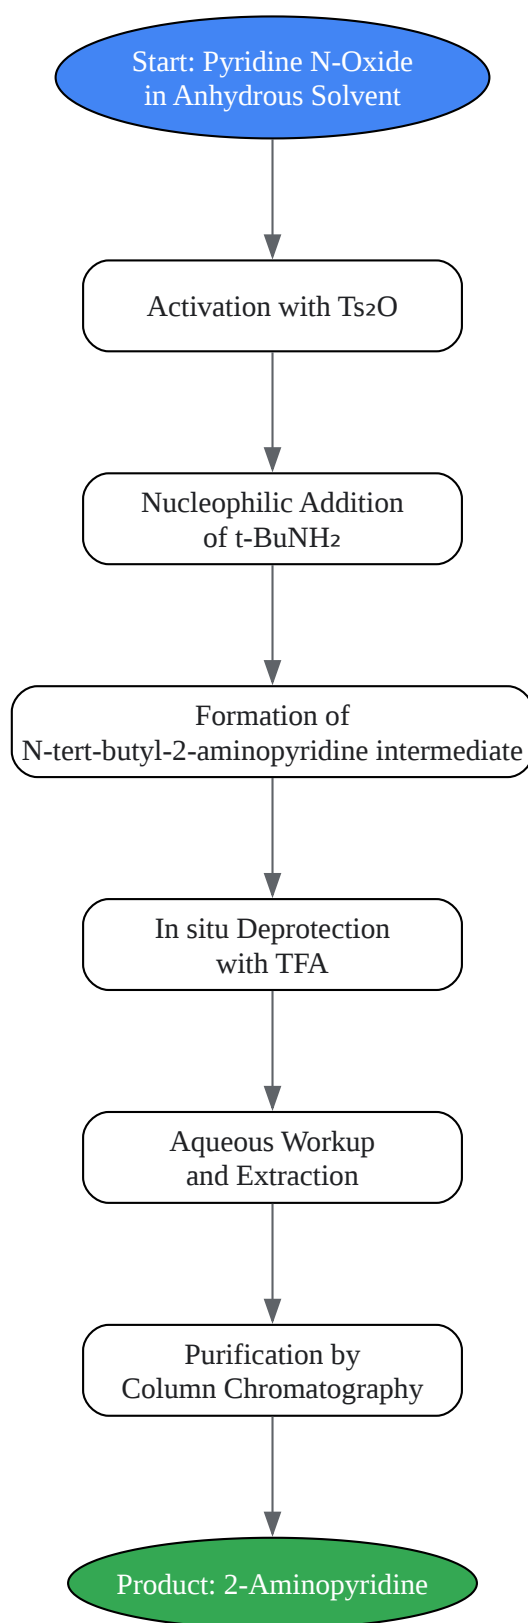 Start: Pyridine N-Oxide
in Anhydrous Solvent
Activation with Ts₂O
Nucleophilic Addition
of t-BuNH₂
Formation of
N-tert-butyl-2-aminopyridine intermediate
In situ Deprotection
with TFA
Aqueous Workup
and Extraction
Purification by
Column Chromatography
Product: 2-Aminopyridine